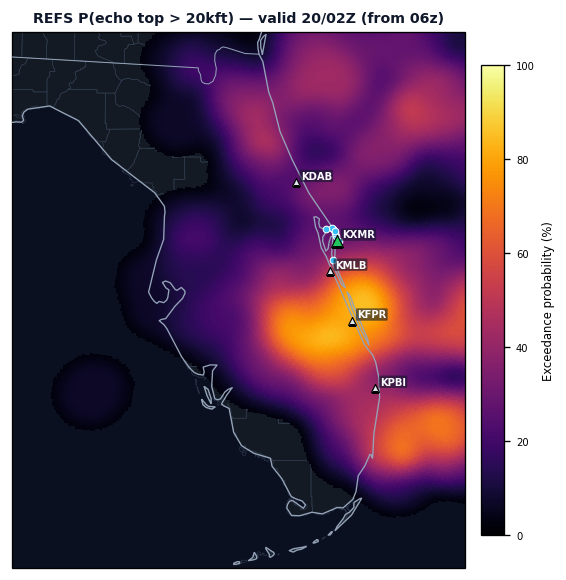 REFS P(echo top > 20kft) — valid 20/02Z (from 06z)
KDAB
KXMR
KMLB
KFPR
KPBI
100
80
60
40
20
0
Exceedance probability (%)